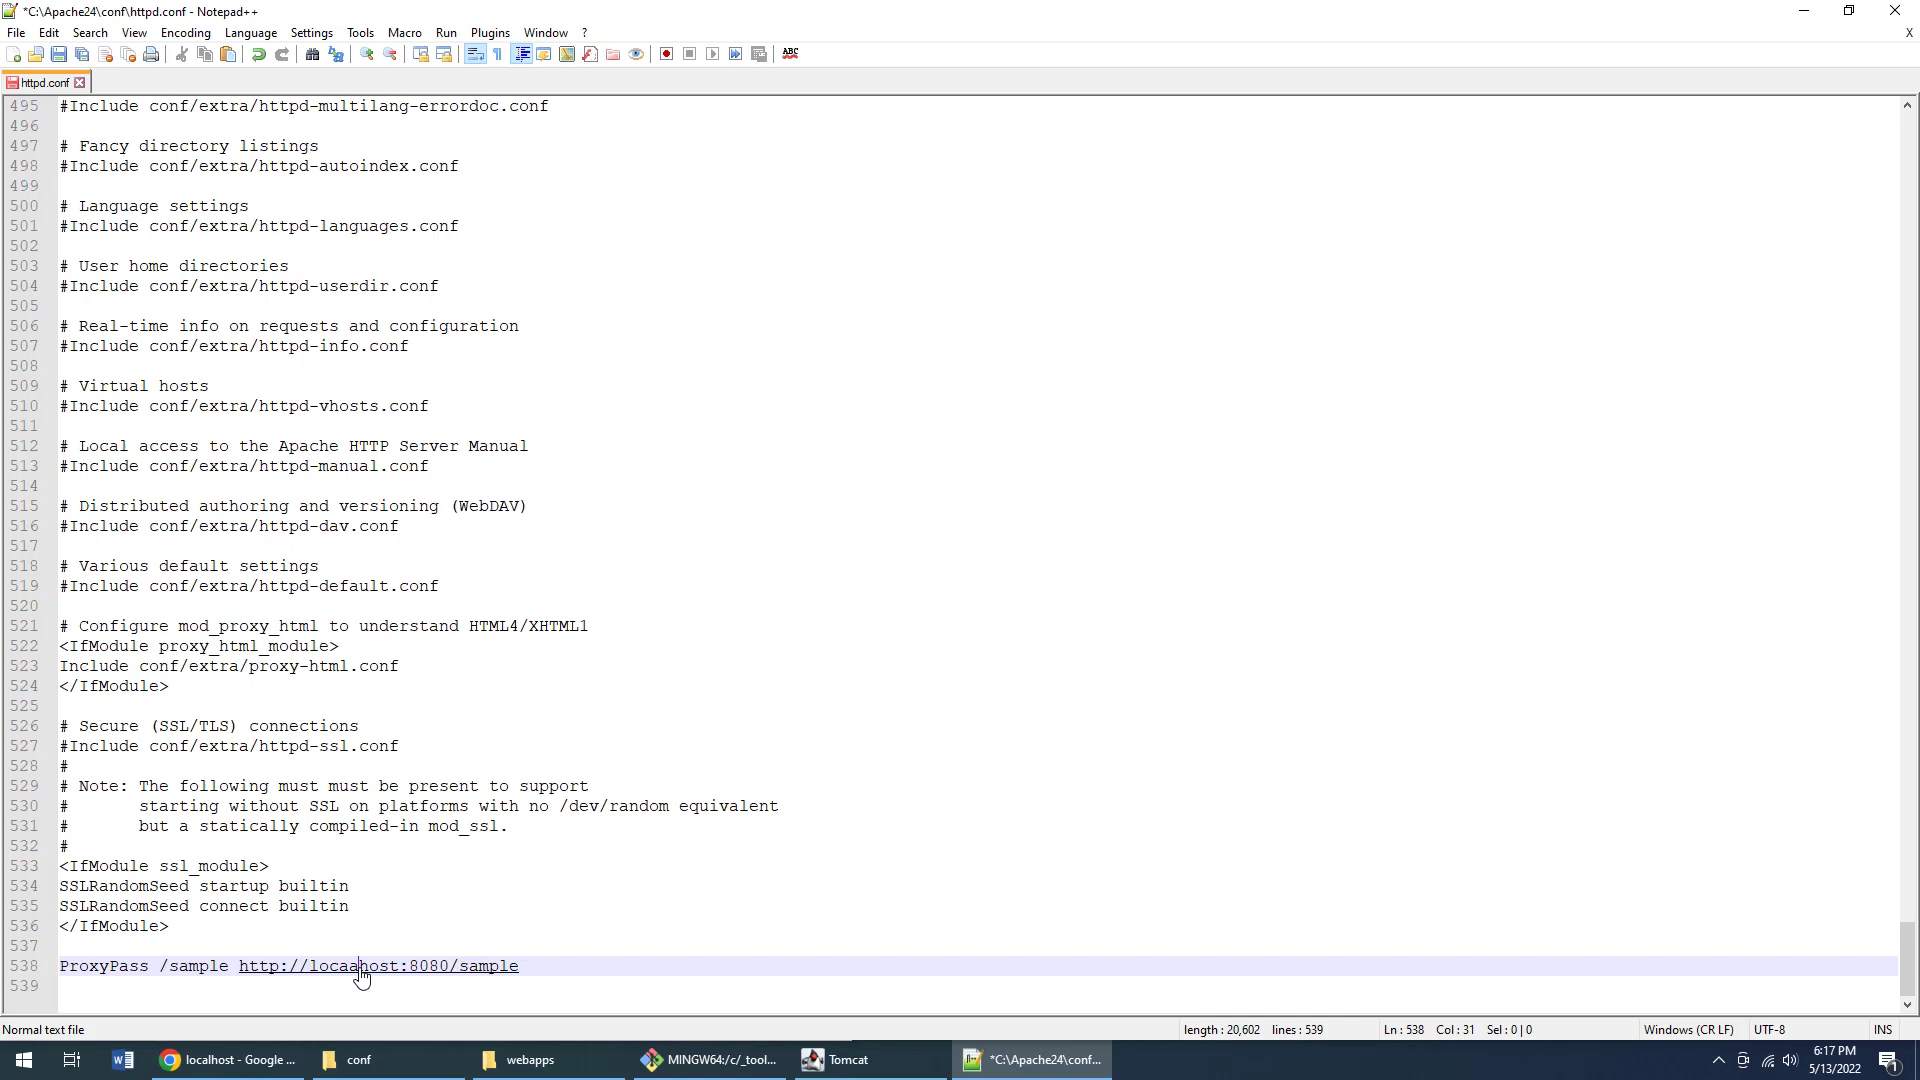 *C:\Apache24\conf\httpd.conf - Notepad++
File Edit Search View Encoding Language Settings Tools Macro Run Plugins Window ? X
ABC
httpd.conf
495 #Include conf/extra/httpd-multilang-errordoc.conf
496
497 # Fancy directory listings
498 #Include conf/extra/httpd-autoindex.conf
499
500 # Language settings
501 #Include conf/extra/httpd-languages.conf
502
503 # User home directories
504 #Include conf/extra/httpd-userdir.conf
505
506 # Real-time info on requests and configuration
507 #Include conf/extra/httpd-info.conf
508
509 # Virtual hosts
510 #Include conf/extra/httpd-vhosts.conf
511
512 # Local access to the Apache HTTP Server Manual
513 #Include conf/extra/httpd-manual.conf
514
515 # Distributed authoring and versioning (WebDAV)
516 #Include conf/extra/httpd-dav.conf
517
518 # Various default settings
519 #Include conf/extra/httpd-default.conf
520
521 # Configure mod_proxy_html to understand HTML4/XHTML1
522 <IfModule proxy_html_module>
523 Include conf/extra/proxy-html.conf
524 </IfModule>
525
526 # Secure (SSL/TLS) connections
527 #Include conf/extra/httpd-ssl.conf
528 #
529 # Note: The following must must be present to support
530 #       starting without SSL on platforms with no /dev/random equivalent
531 #       but a statically compiled-in mod_ssl.
532 #
533 <IfModule ssl_module>
534 SSLRandomSeed startup builtin
535 SSLRandomSeed connect builtin
536 </IfModule>
537
538 ProxyPass /sample http://locaahost:8080/sample
539
Normal text file length : 20,602 lines : 539 Ln : 538 Col : 31 Sel : 0 | 0 Windows (CR LF) UTF-8 INS
localhost - Google ... conf webapps MINGW64:/c/_tool... Tomcat *C:\Apache24\conf... 6:17 PM
5/13/2022 1